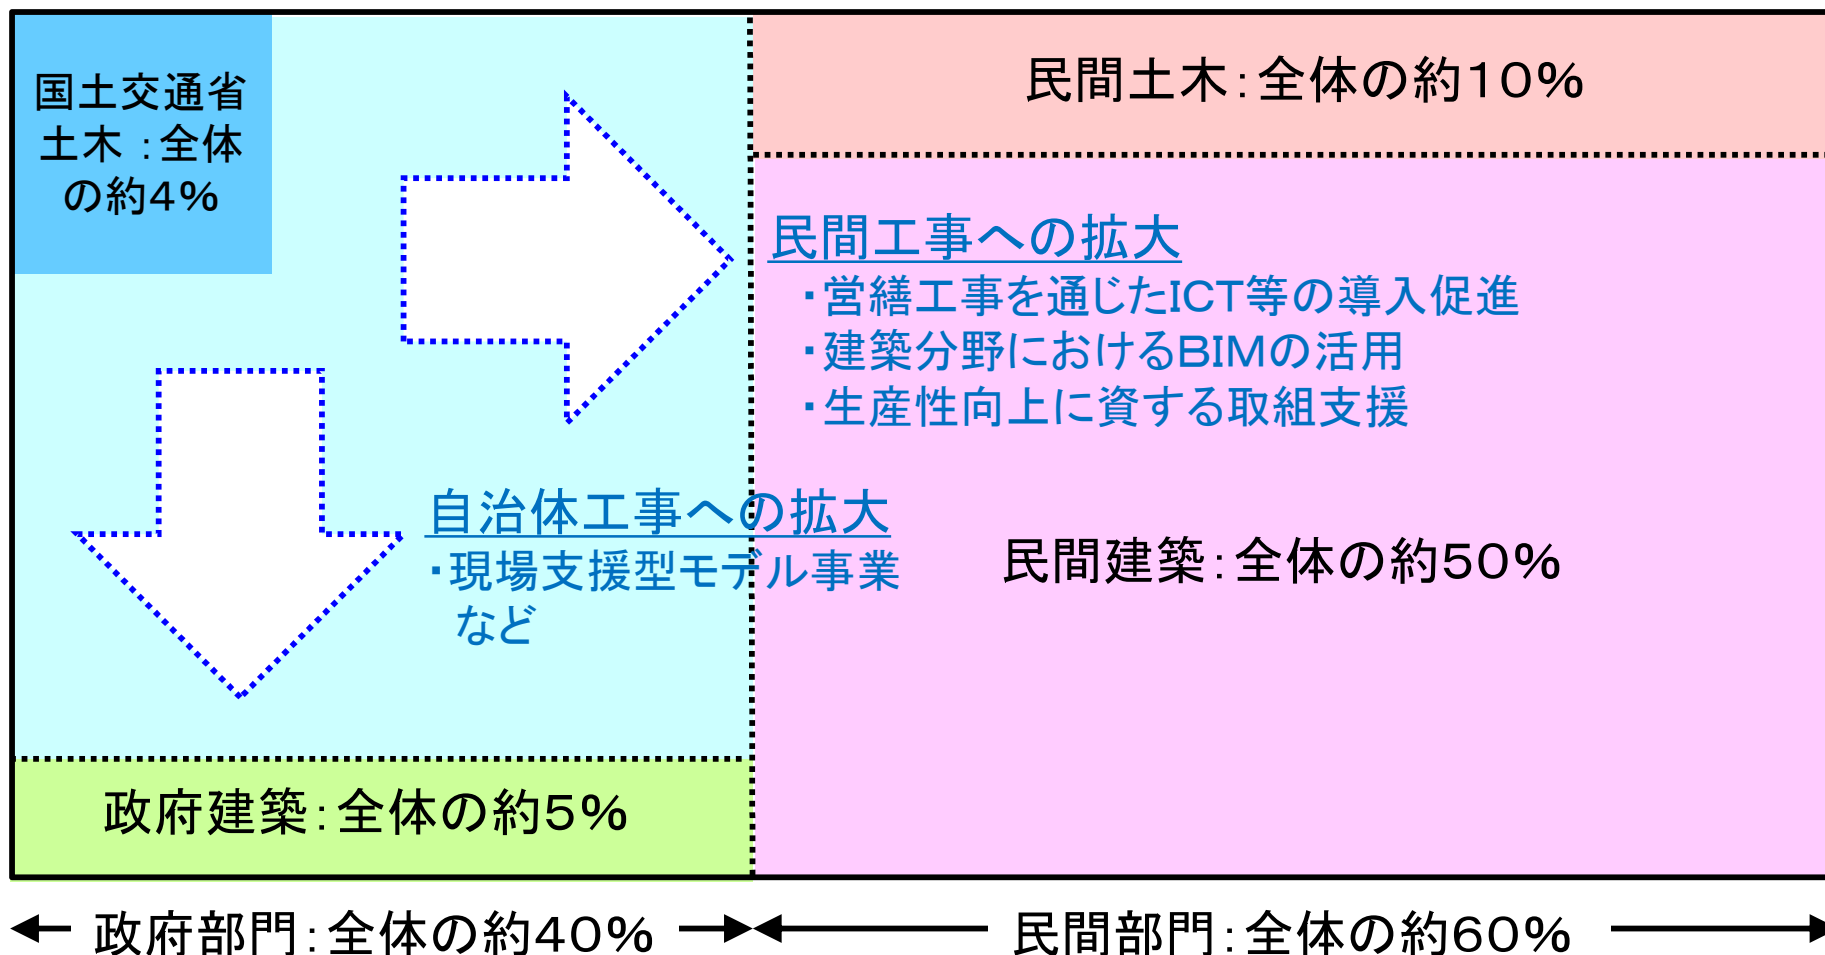 国土交通省
土木：全体
の約4%
民間土木：全体の約10%
民間工事への拡大
・営繕工事を通じたICT等の導入促進
・建築分野におけるBIMの活用
・生産性向上に資する取組支援
自治体工事への拡大
・現場支援型モデル事業
など
民間建築：全体の約50%
政府建築：全体の約5%
政府部門：全体の約40%
民間部門：全体の約60%